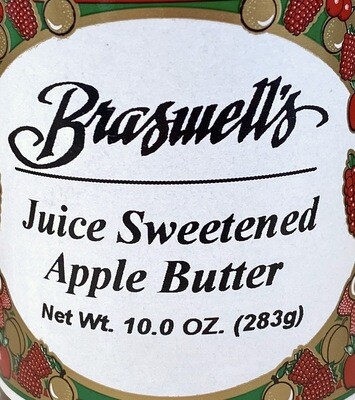 Braswell's
Juice Sweetened
Apple Butter
Net Wt. 10.0 OZ. (283g)